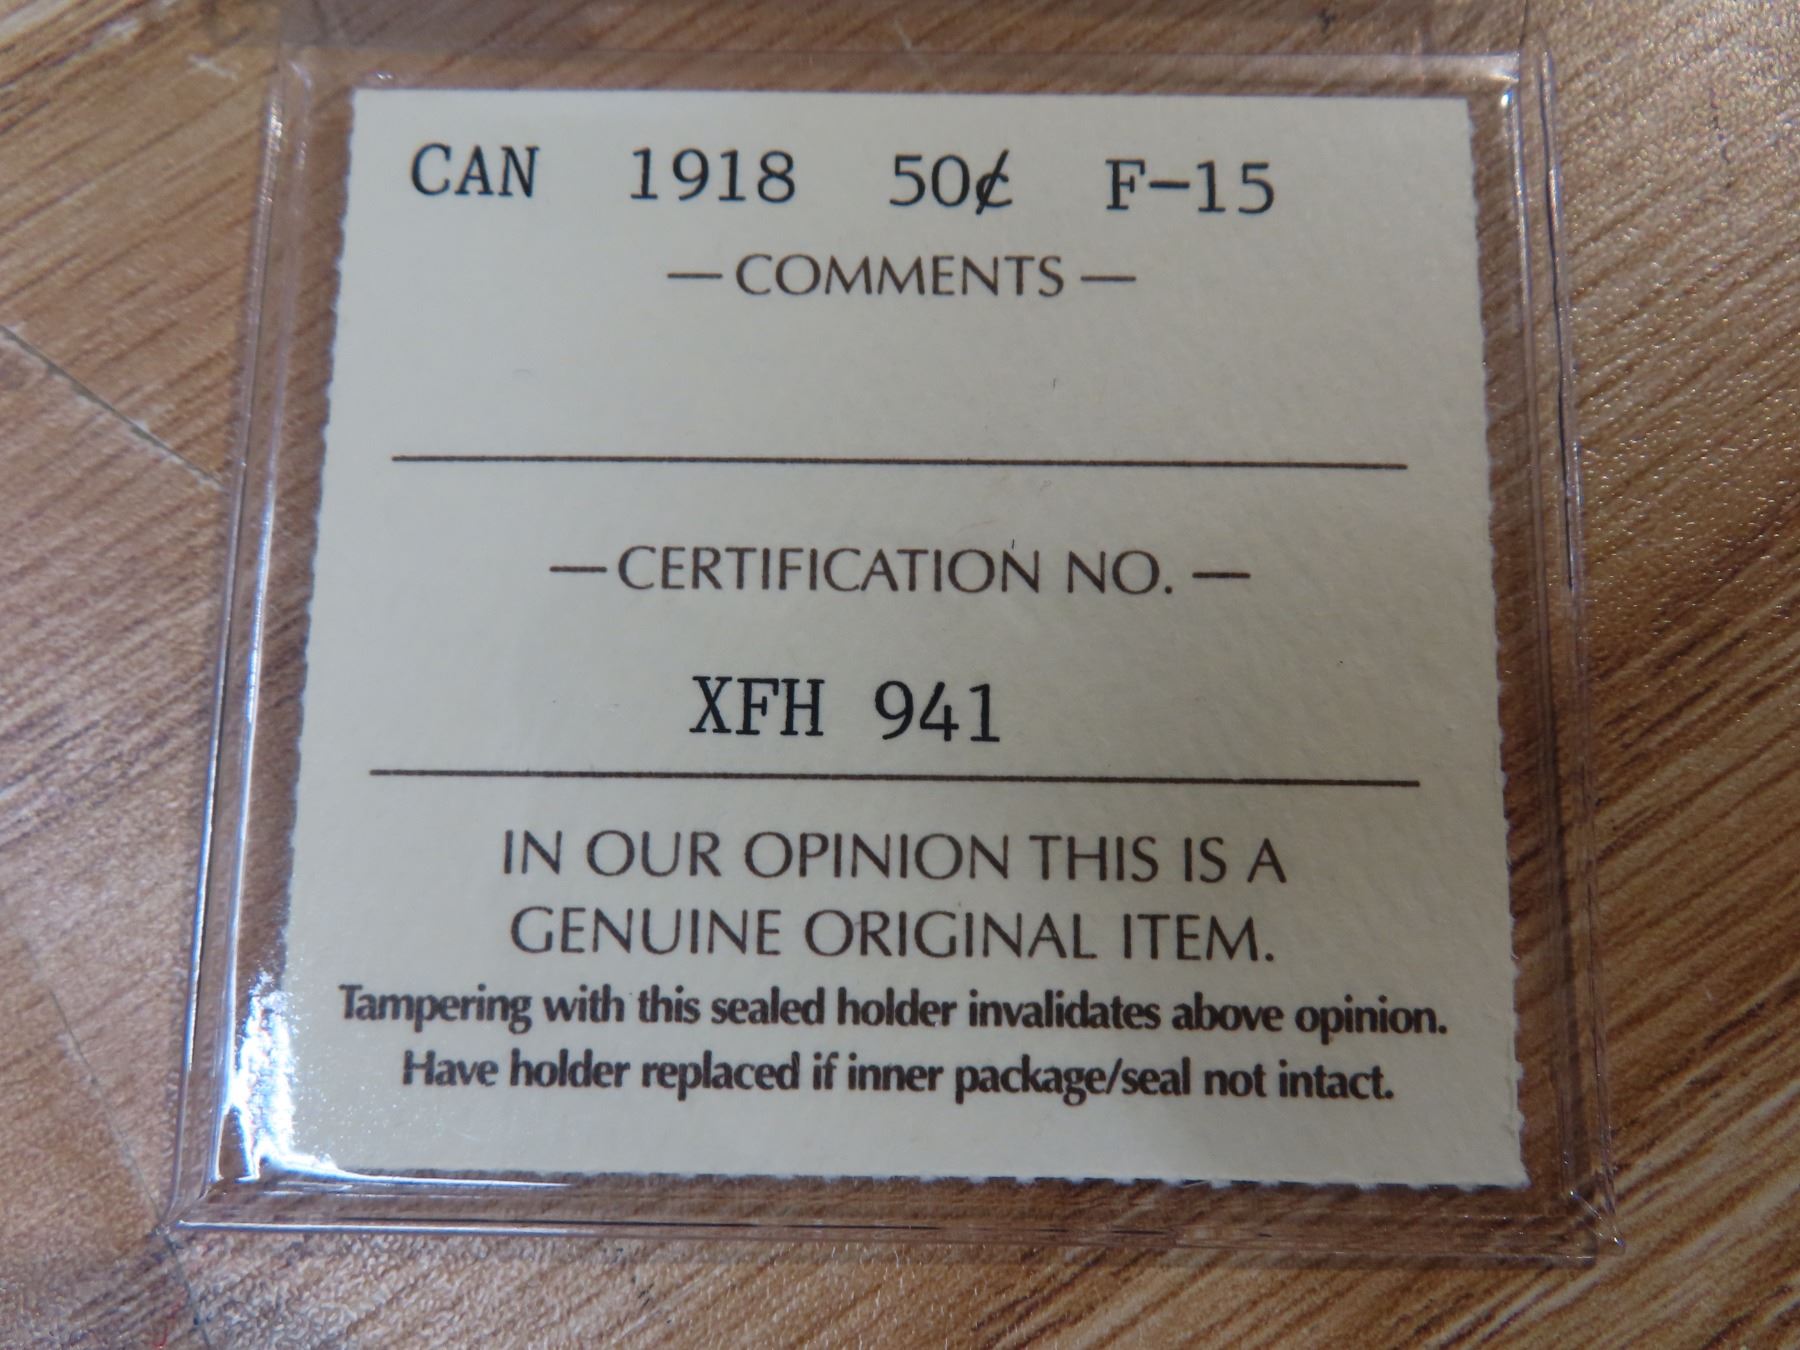 CAN 1918 50¢ F-15
— COMMENTS —
— CERTIFICATION NO. —
XFH 941
IN OUR OPINION THIS IS A
GENUINE ORIGINAL ITEM.
Tampering with this sealed holder invalidates above opinion.
Have holder replaced if inner package/seal not intact.